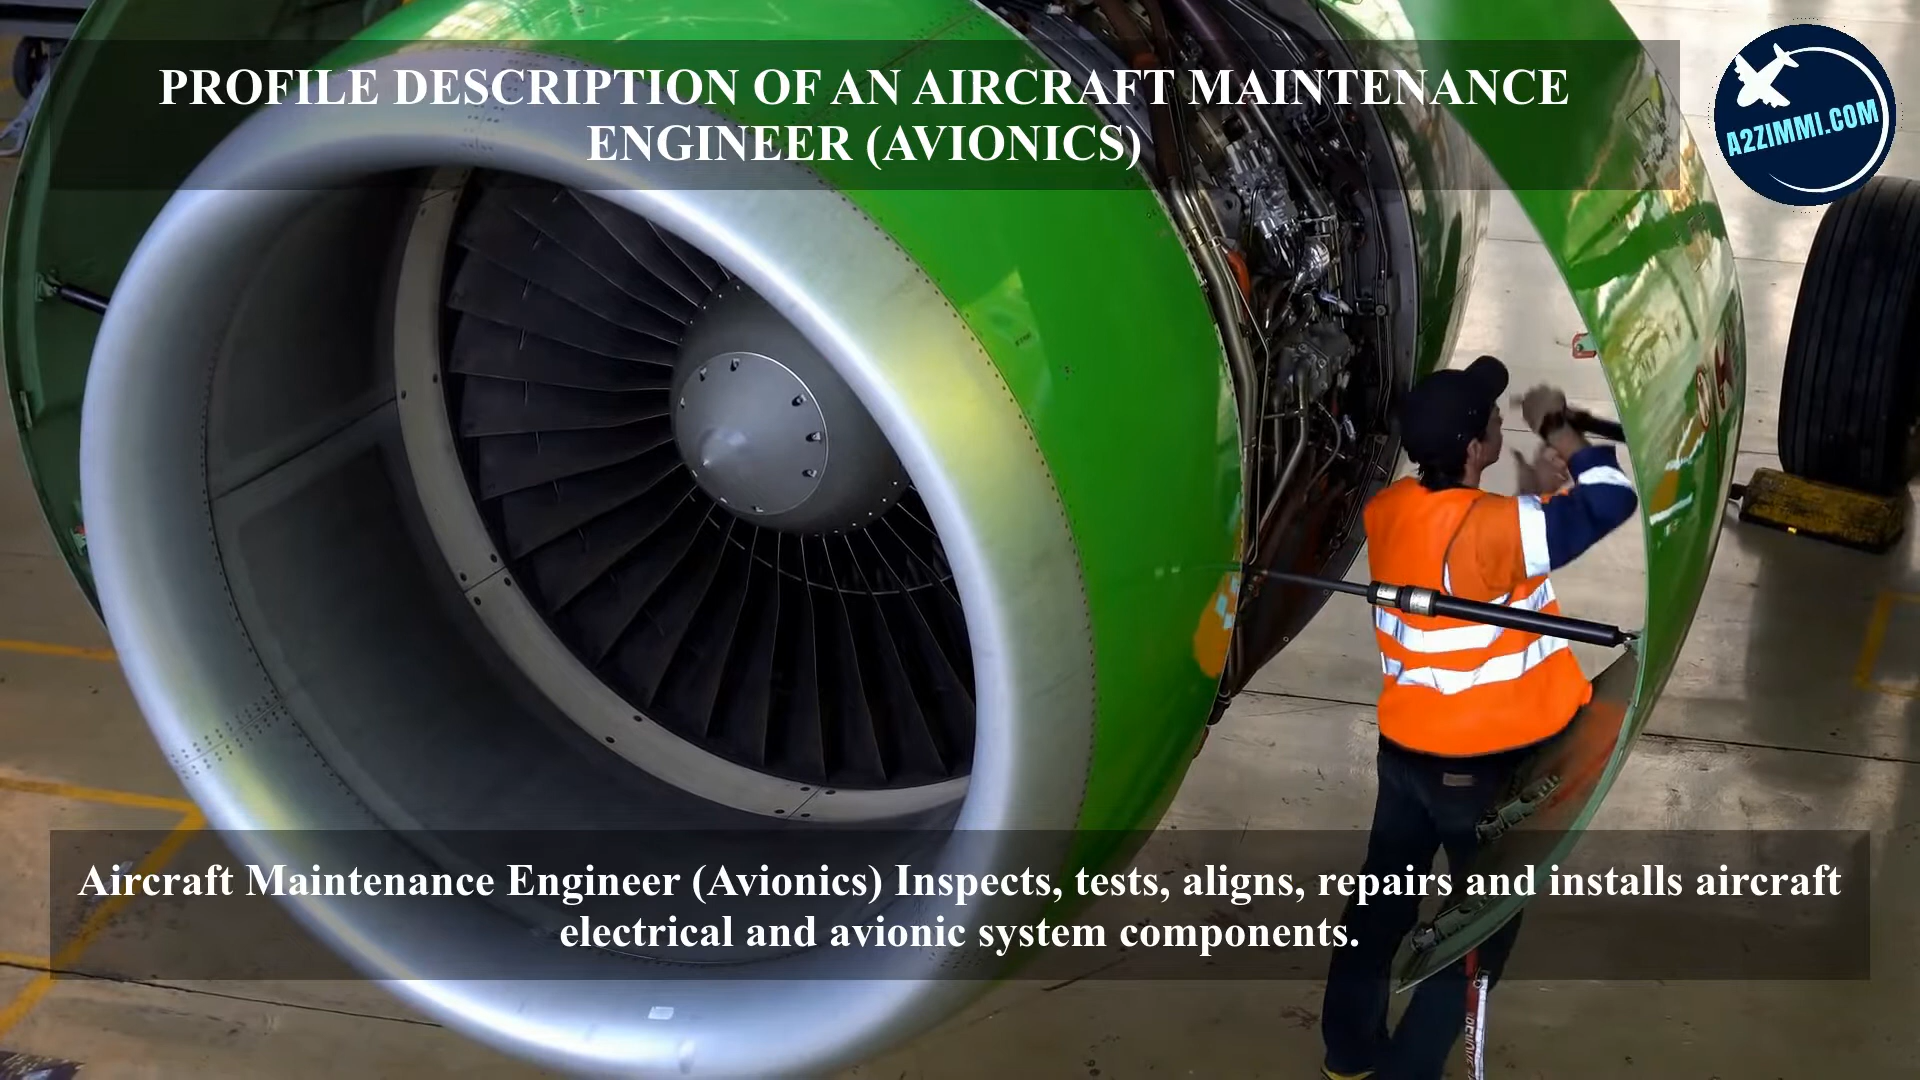 PROFILE DESCRIPTION OF AN AIRCRAFT MAINTENANCE
ENGINEER (AVIONICS)
A2ZIMMI.COM
Aircraft Maintenance Engineer (Avionics) Inspects, tests, aligns, repairs and installs aircraft
electrical and avionic system components.